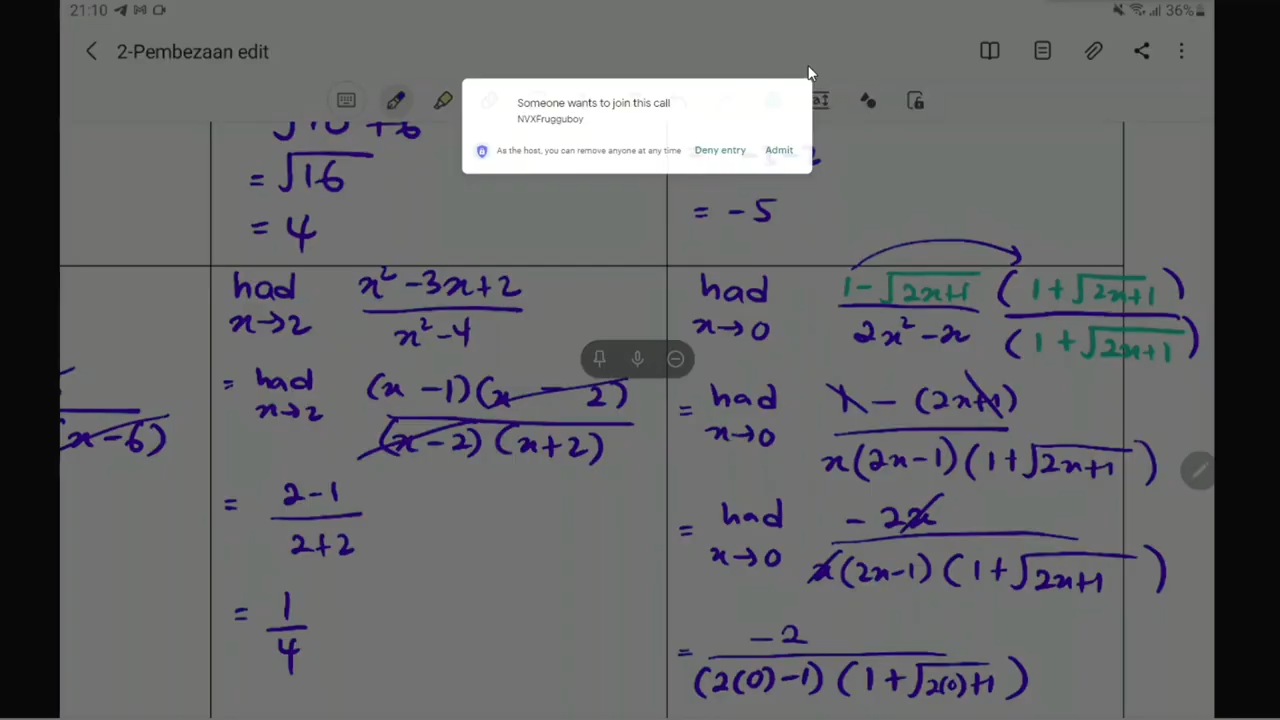 21:10
36%
2-Pembezaan edit
Someone wants to join this call
NVXFrugguboy
As the host, you can remove anyone at any time
Deny entry
Admit
= √16
= 4
had x→2 (x² -3x+2)/(x² -4)
= had x→2 (x -1)(x - 2)/(x-2)(x+2)
= (2-1)/(2+2)
= 1/4
x-6)
= -5
had x→0 (1-√2x+1)/(2x² -x) (1+√2x+1)/(1+√2x+1)
= had x→0 (1 - (2x+1))/(x(2x-1)(1+√2x+1))
= had x→0 (-2x)/(x(2x-1)(1+√2x+1))
= -2/((2(0)-1)(1+√2(0)+1))